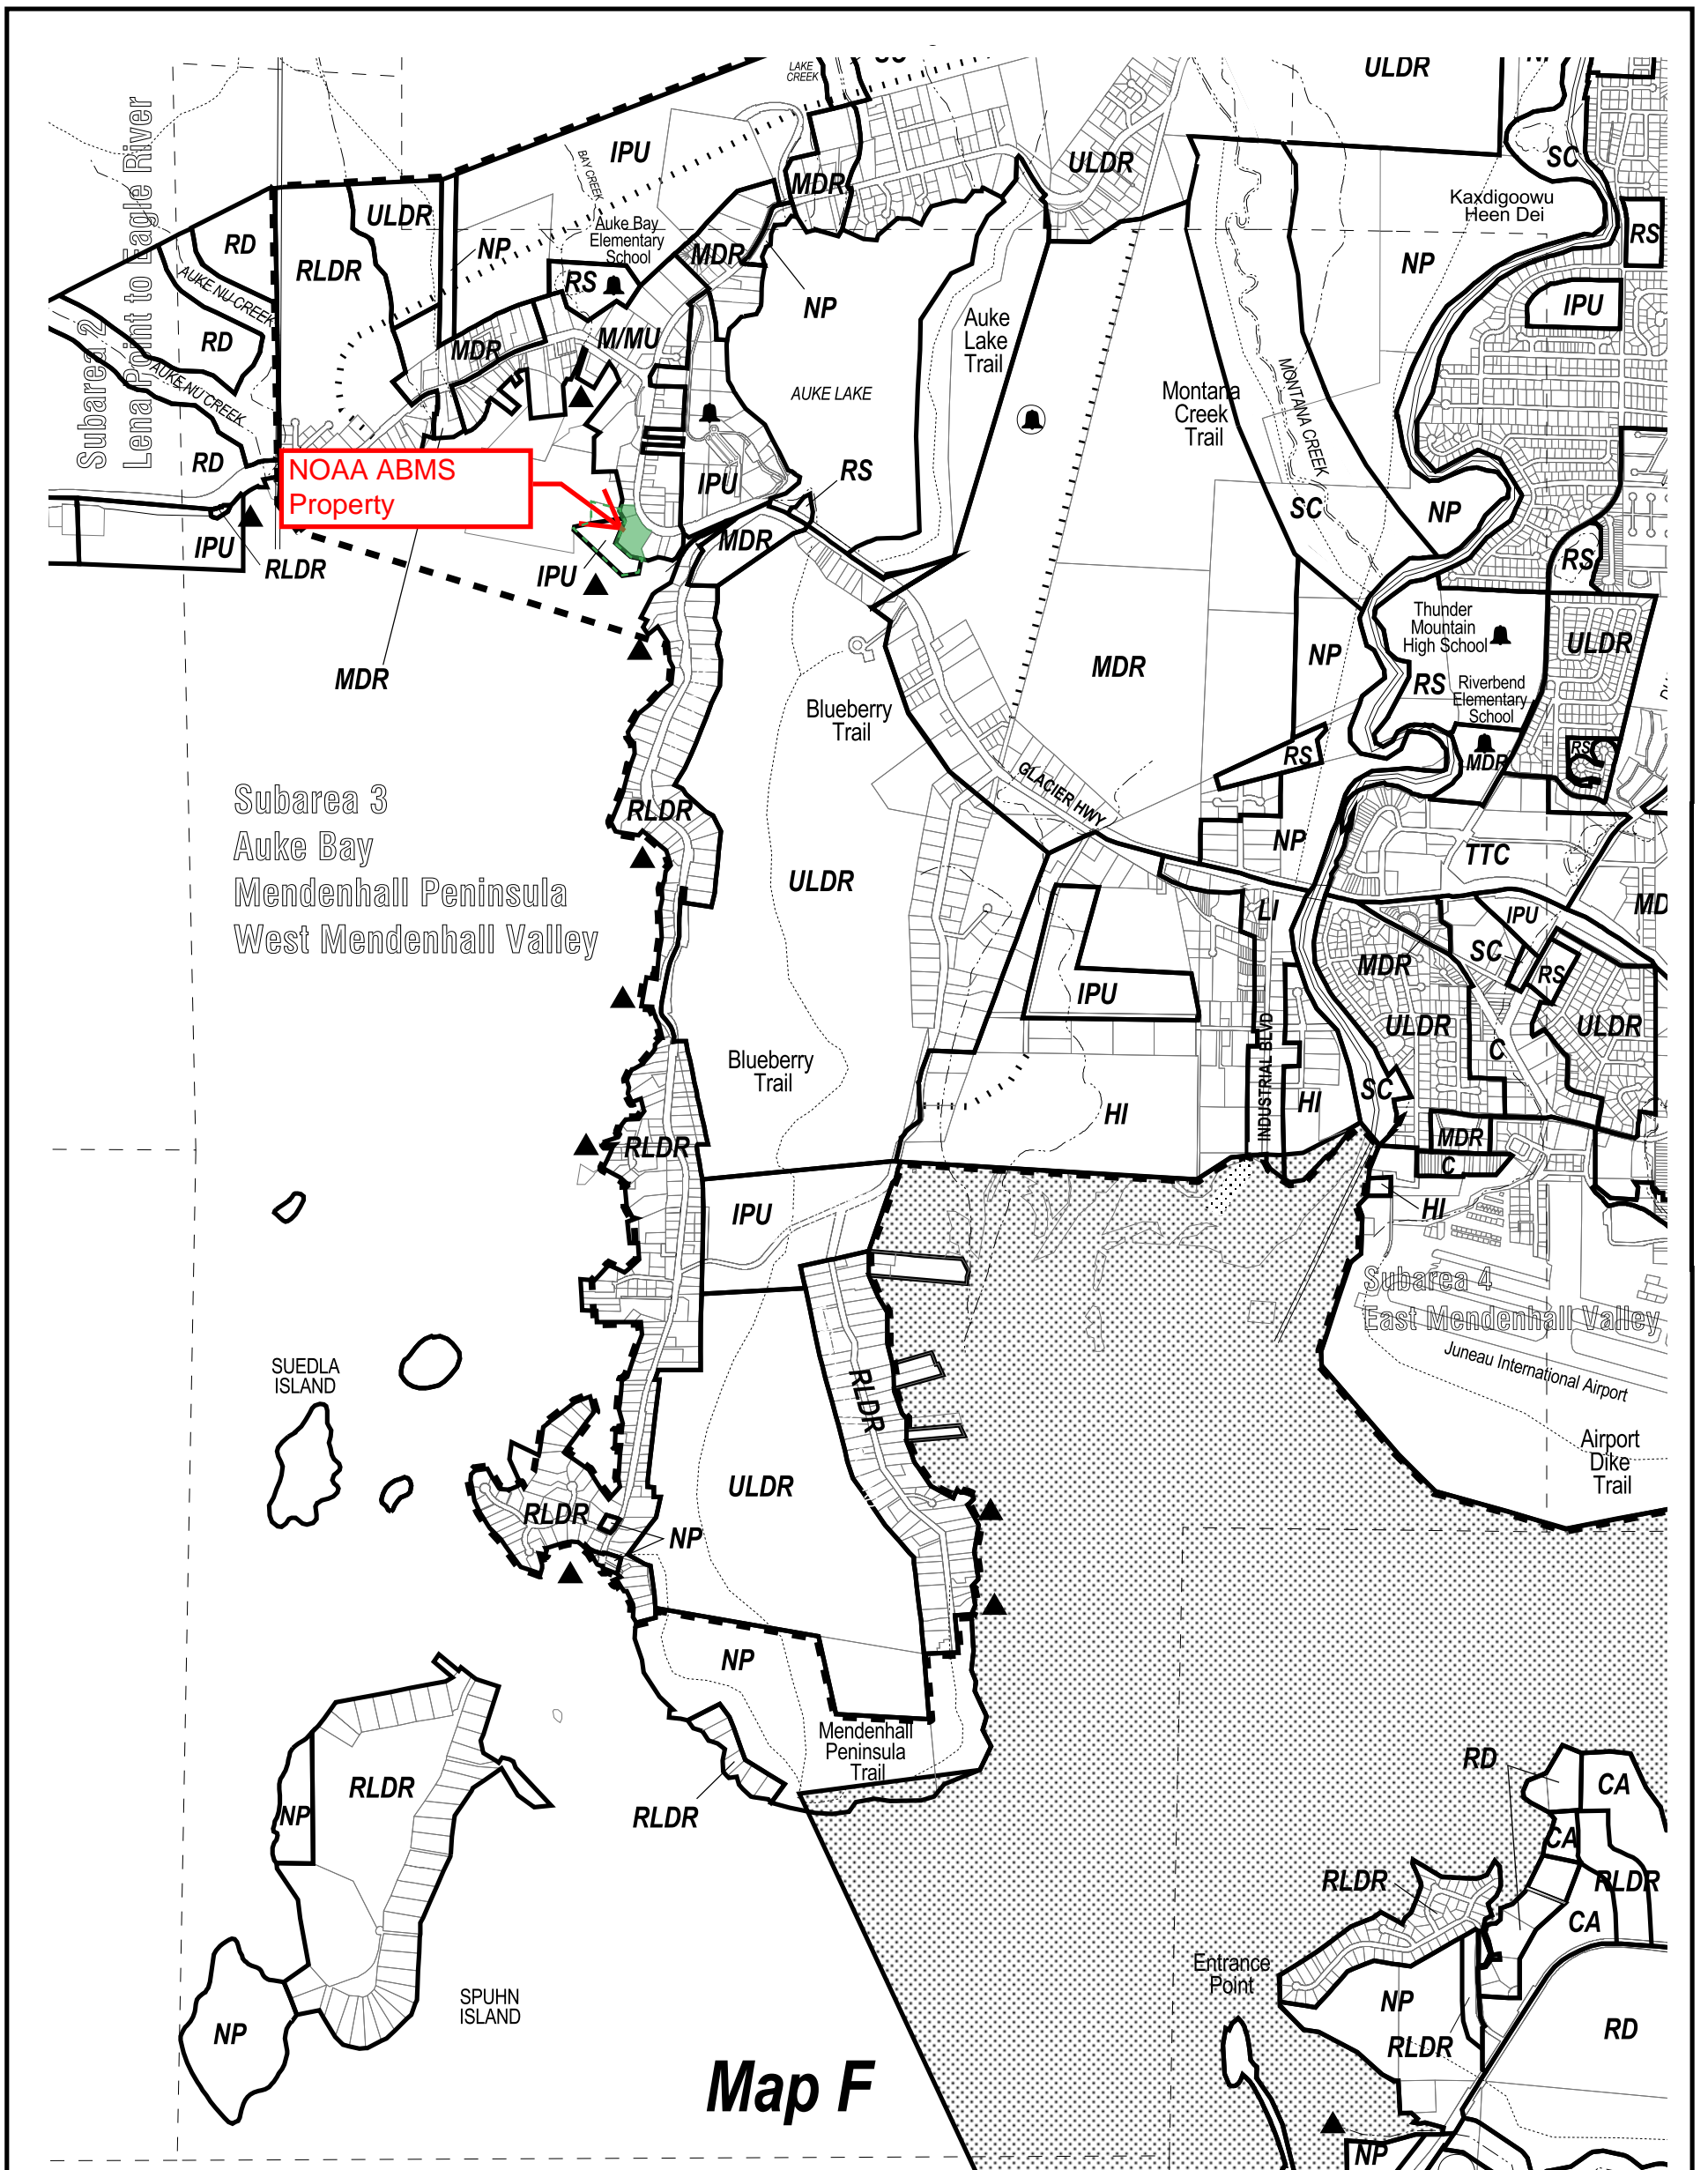 LAKE
CREEK
ULDR
IPU
BAY CREEK
MDR
ULDR
SC
Kaxdigoowu
Heen Dei
RS
Subarea 2
Lena Point to Eagle River
RD
ULDR
NP
RLDR
AUKE NU CREEK
Auke Bay
Elementary
School
RS
MDR
NP
NP
IPU
RD
AUKE NU CREEK
MDR
M/MU
Auke
Lake
Trail
AUKE LAKE
Montana
Creek
Trail
MONTANA CREEK
RD
NOAA ABMS
Property
IPU
RS
SC
NP
IPU
RLDR
IPU
MDR
RS
Thunder
Mountain
High School
ULDR
MDR
MDR
NP
RS
Riverbend
Elementary
School
Blueberry
Trail
RS
MDR
RS
Subarea 3
Auke Bay
Mendenhall Peninsula
West Mendenhall Valley
RLDR
GLACIER HWY
NP
TTC
ULDR
LI
IPU
MD
MDR
SC
RS
IPU
ULDR
ULDR
C
Blueberry
Trail
INDUSTRIAL BLVD
HI
HI
SC
RLDR
MDR
C
IPU
HI
Subarea 4
East Mendenhall Valley
Juneau International Airport
SUEDLA
ISLAND
RLDR
Airport
Dike
Trail
ULDR
RLDR
NP
NP
Mendenhall
Peninsula
Trail
RLDR
RD
CA
RLDR
NP
CA
RLDR
RLDR
CA
Entrance
Point
SPUHN
ISLAND
NP
NP
RLDR
RD
Map F
NP